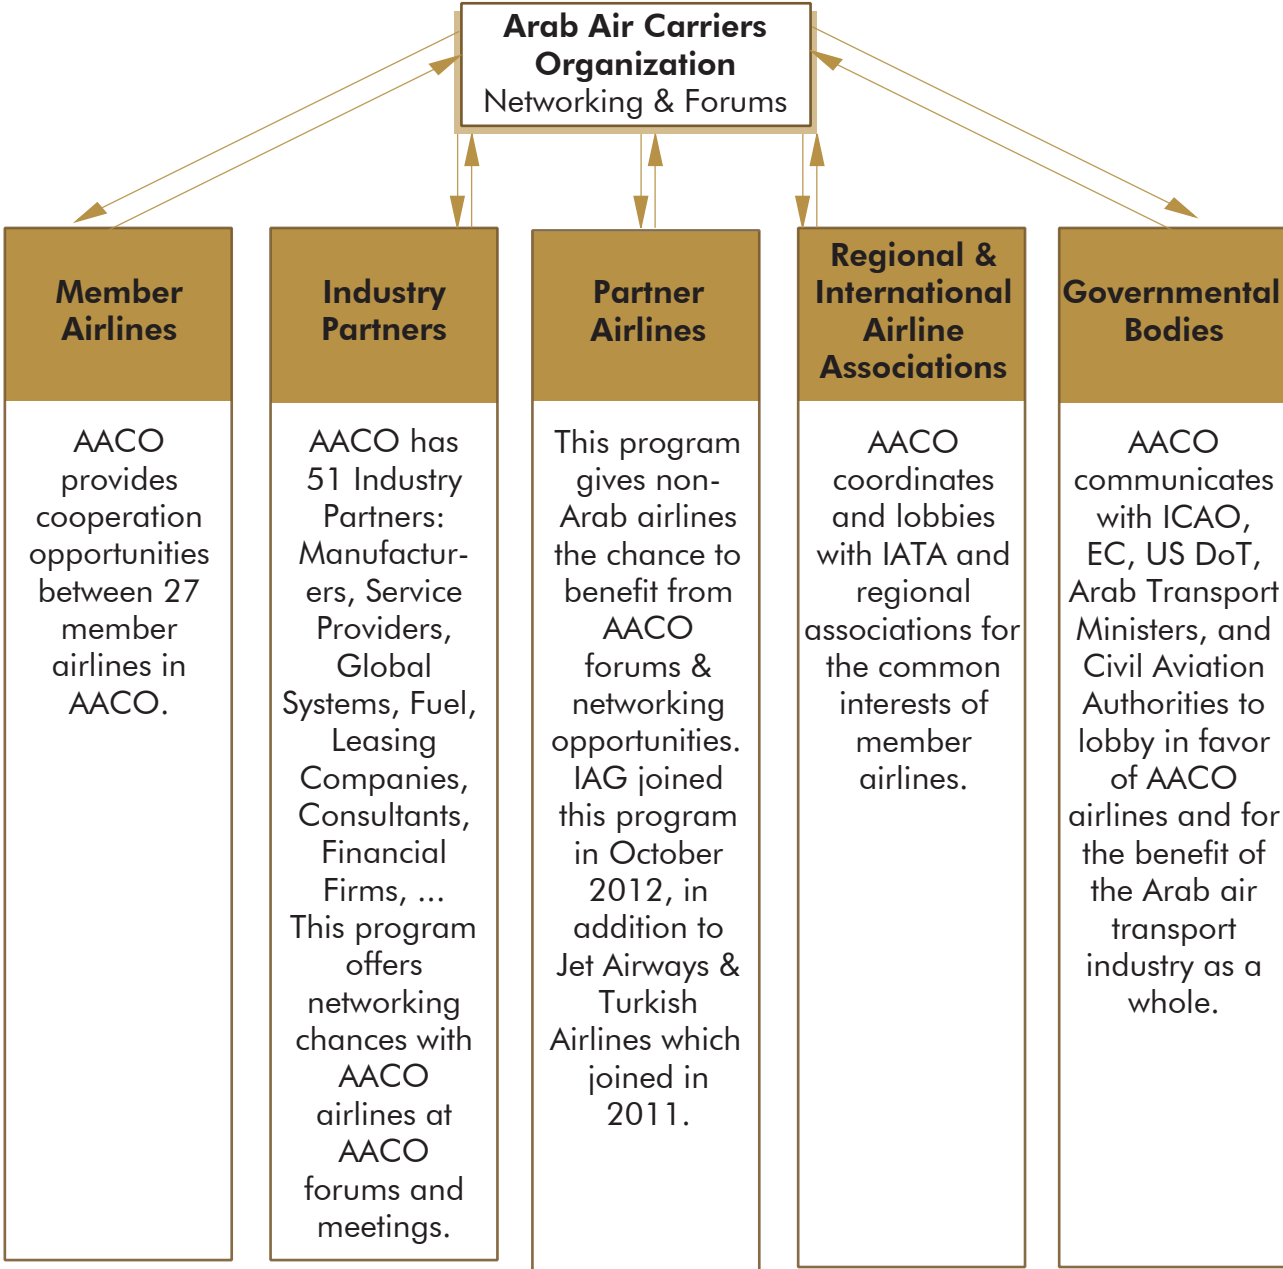 Arab Air Carriers
Organization
Networking & Forums
Member
Airlines
AACO
provides
cooperation
opportunities
between 27
member
airlines in
AACO.
Industry
Partners
AACO has
51 Industry
Partners:
Manufactur-
ers, Service
Providers,
Global
Systems, Fuel,
Leasing
Companies,
Consultants,
Financial
Firms, ...
This program
offers
networking
chances with
AACO
airlines at
AACO
forums and
meetings.
Partner
Airlines
This program
gives non-
Arab airlines
the chance to
benefit from
AACO
forums &
networking
opportunities.
IAG joined
this program
in October
2012, in
addition to
Jet Airways &
Turkish
Airlines which
joined in
2011.
Regional &
International
Airline
Associations
AACO
coordinates
and lobbies
with IATA and
regional
associations for
the common
interests of
member
airlines.
Governmental
Bodies
AACO
communicates
with ICAO,
EC, US DoT,
Arab Transport
Ministers, and
Civil Aviation
Authorities to
lobby in favor
of AACO
airlines and for
the benefit of
the Arab air
transport
industry as a
whole.